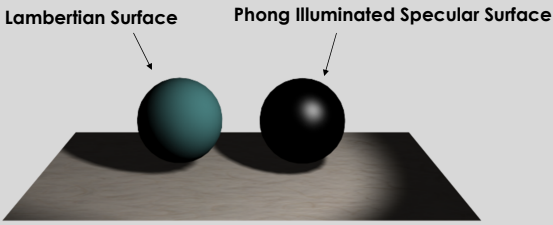 Lambertian Surface
Phong Illuminated Specular Surface